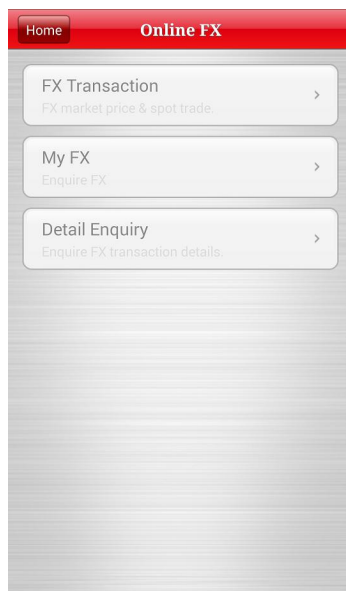 Home
Online FX
FX Transaction
FX market price & spot trade.
My FX
Enquire FX
Detail Enquiry
Enquire FX transaction details